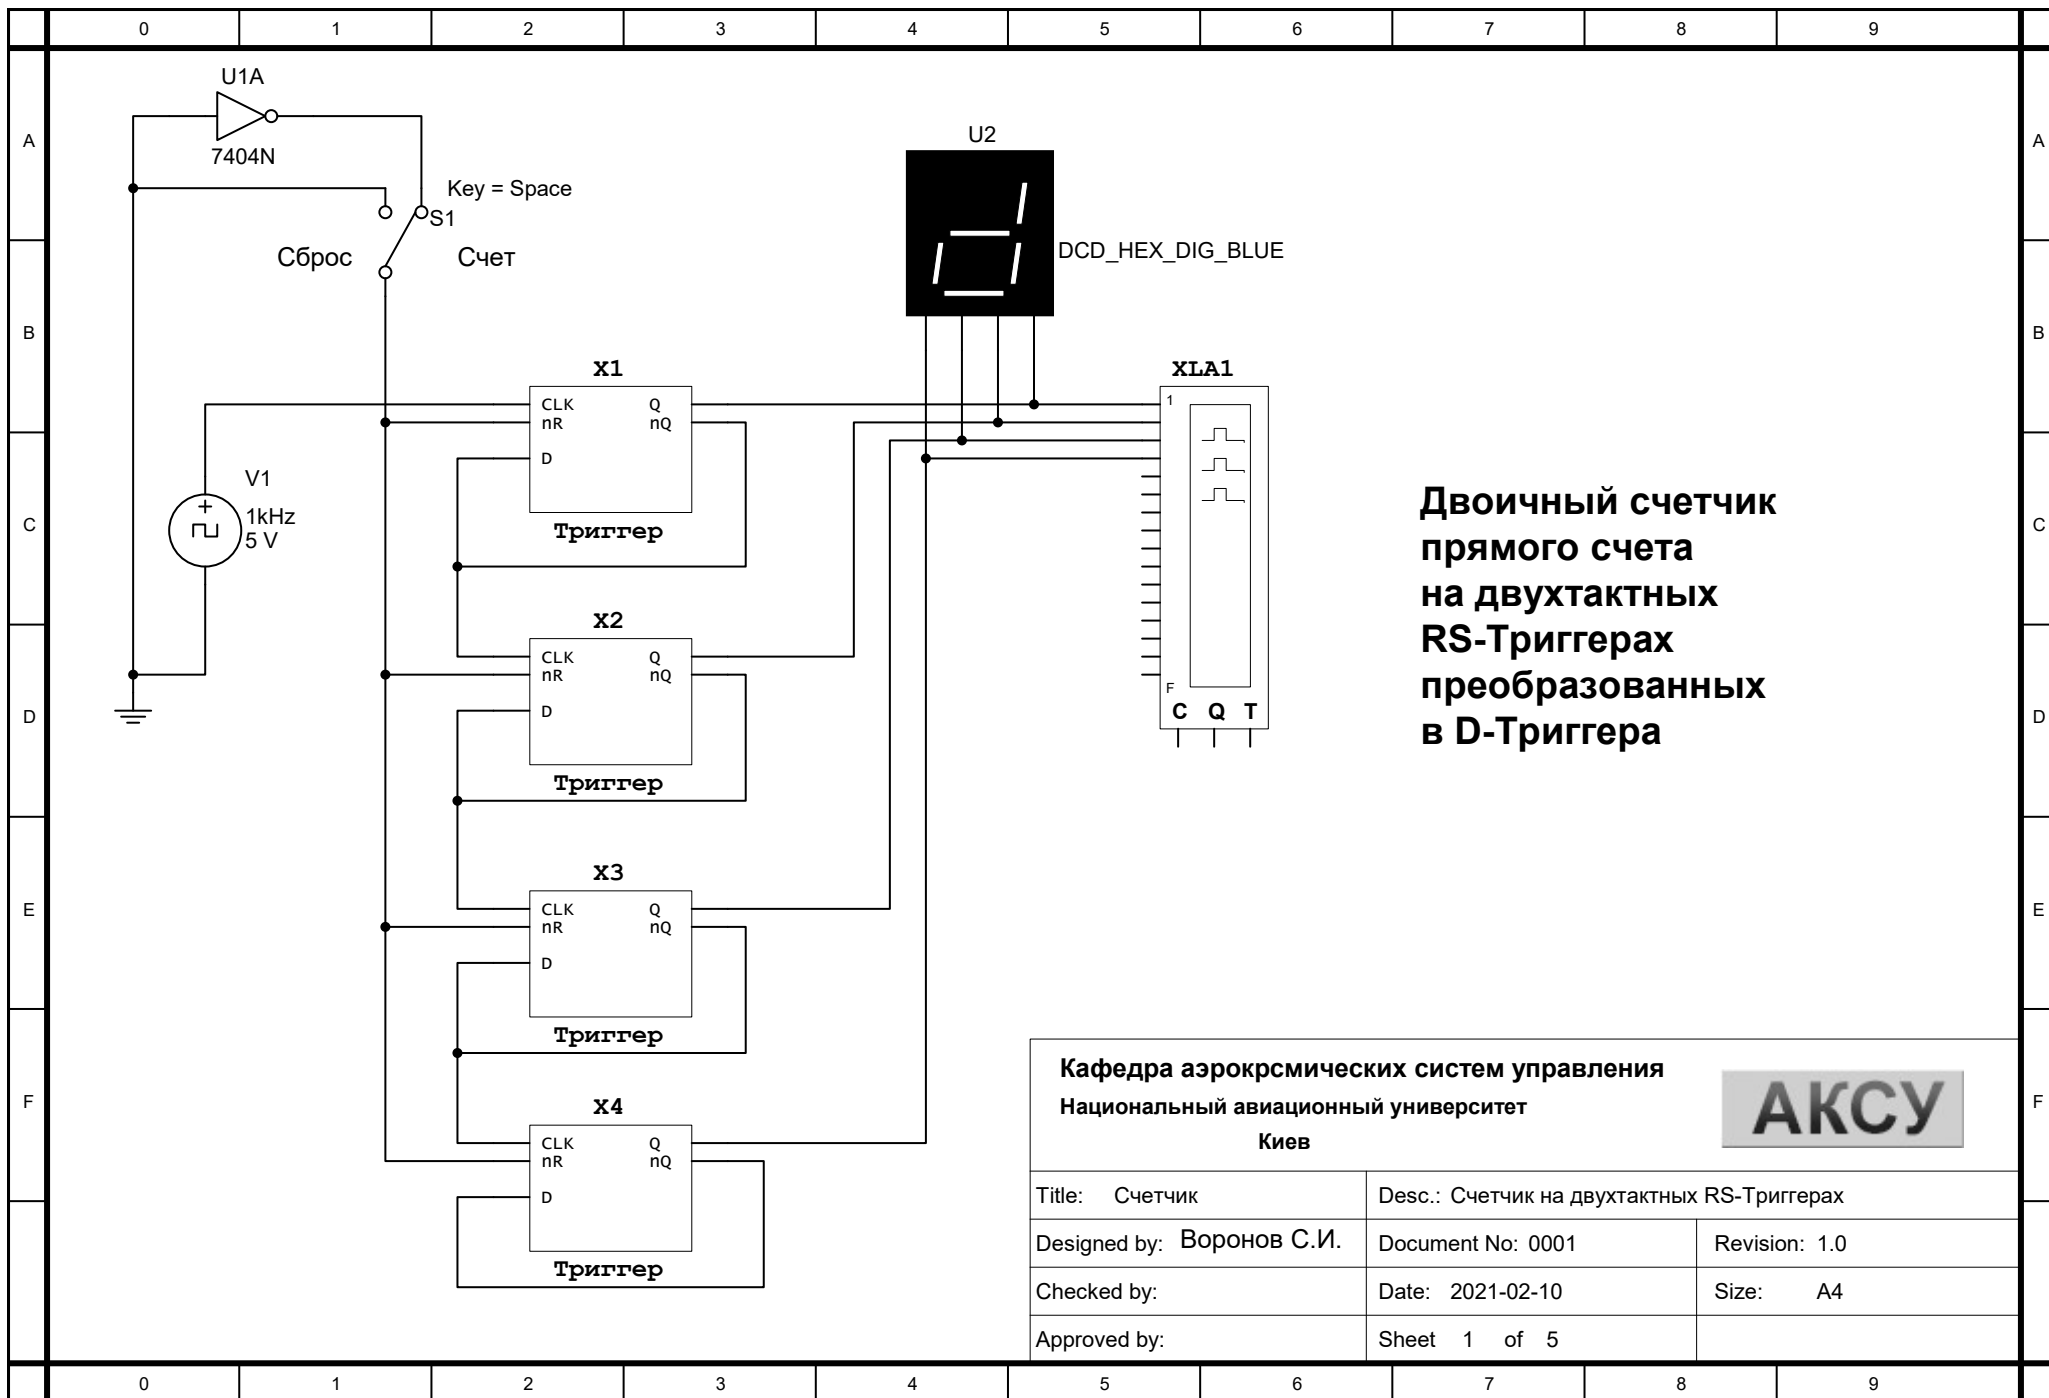 0 1 2 3 4 5 6 7 8 9
A A
B B
C C
D D
E E
F F
U1A
7404N
Key = Space
S1
Сброс
Счет
U2
DCD_HEX_DIG_BLUE
V1
1kHz
5 V
X1
CLK Q
nR nQ
D
Триггер
X2
CLK Q
nR nQ
D
Триггер
X3
CLK Q
nR nQ
D
Триггер
X4
CLK Q
nR nQ
D
Триггер
XLA1
1
F
C Q T
Двоичный счетчик
прямого счета
на двухтактных
RS-Триггерах
преобразованных
в D-Триггера
Кафедра аэрокрсмических систем управления
Национальный авиационный университет
Киев
АКСУ
Title: Счетчик
Desc.: Счетчик на двухтактных RS-Триггерах
Designed by: Воронов С.И.
Document No: 0001
Revision: 1.0
Checked by:
Date: 2021-02-10
Size: A4
Approved by:
Sheet 1 of 5
0 1 2 3 4 5 6 7 8 9